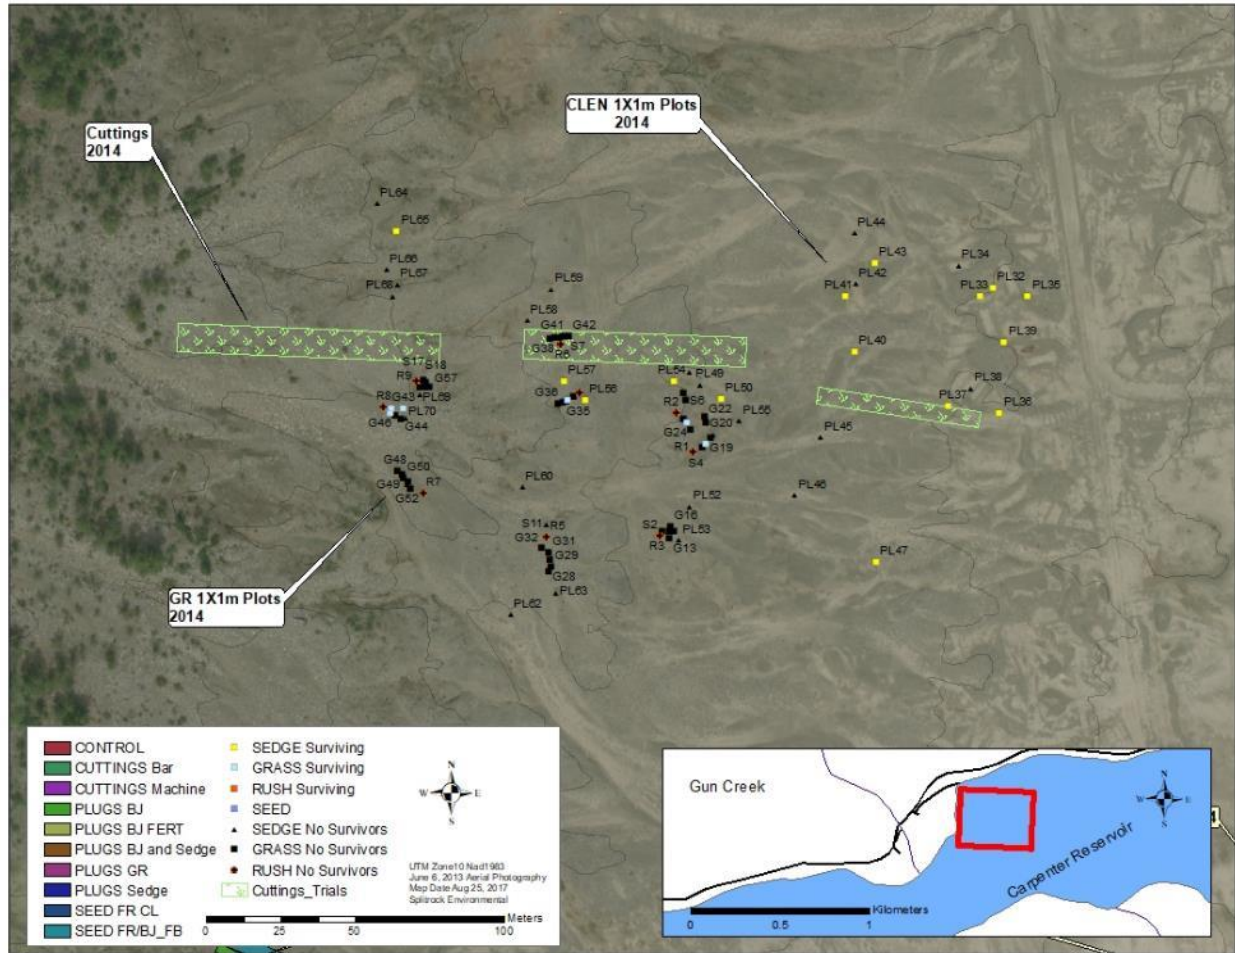 CLEN 1X1m Plots
2014
Cuttings
2014
PL64
PL65
PL66
PL67
PL68
PL44
PL43
PL42
PL41
PL34
PL32
PL33
PL35
PL59
PL58
G41
G42
G38
S7
R6
PL40
PL39
S17
S18
R9
G57
PL69
PL57
PL56
G36
G35
PL54
PL49
PL50
S6
R2
G22
G20
PL55
G24
R1
G19
S4
PL38
PL37
PL36
R8
G43
PL70
G46
G44
PL45
G48
G50
G49
R7
G52
PL60
PL46
PL52
S11
R5
G32
G31
G29
G28
S2
G16
PL53
R3
G13
PL47
PL63
PL62
GR 1X1m Plots
2014
CONTROL
CUTTINGS Bar
CUTTINGS Machine
PLUGS BJ
PLUGS BJ FERT
PLUGS BJ and Sedge
PLUGS GR
PLUGS Sedge
SEED FR CL
SEED FR/BJ_FB
SEDGE Surviving
GRASS Surviving
RUSH Surviving
SEED
SEDGE No Survivors
GRASS No Survivors
RUSH No Survivors
Cuttings_Trials
N
W E
S
UTM Zone10 Nad1983
June 6, 2013 Aerial Photography
Map Date Aug 25, 2017
Splitrock Environmental
Meters
0 25 50 100
Gun Creek
N
W E
S
Carpenter Reservoir
Kilometers
0 0.5 1
4